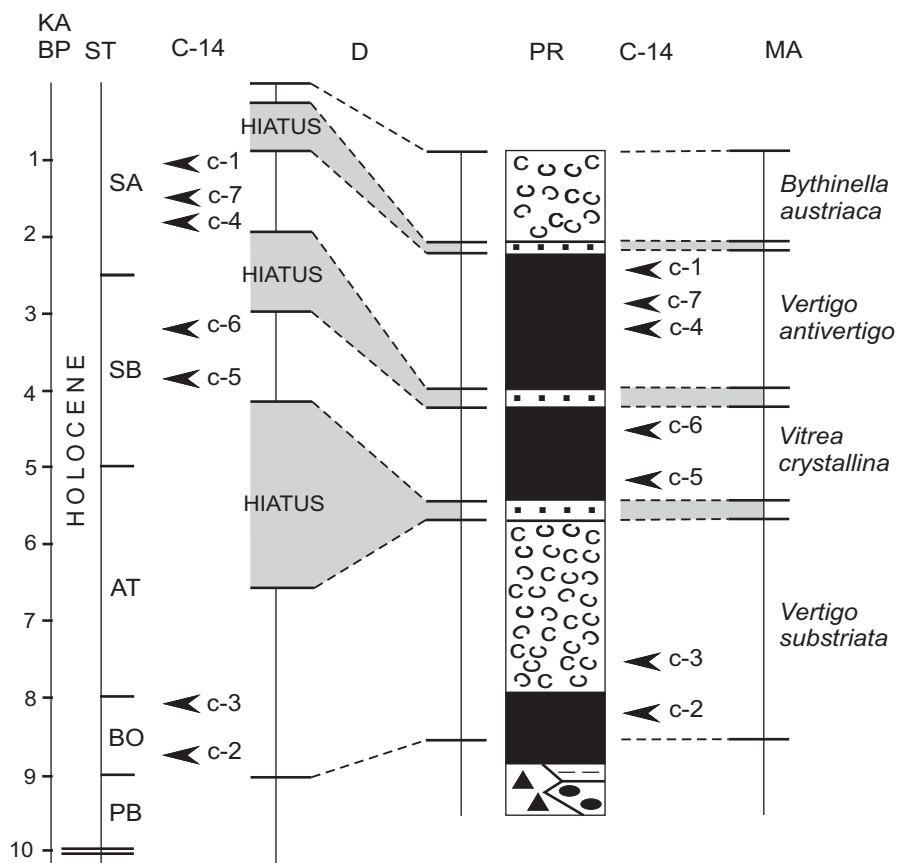 KA
BP ST C-14 D PR C-14 MA
HIATUS
1 c-1
SA
Bythinella
austriaca
c-7
c-4
2
HIATUS
c-1
3
c-7
Vertigo
antivertigo
c-6
c-4
SB
c-5
4
HOLOCENE
c-6
Vitrea
crystallina
5
c-5
HIATUS
6
AT
Vertigo
substriata
7
c-3
8 c-3
c-2
BO
c-2
9
PB
10